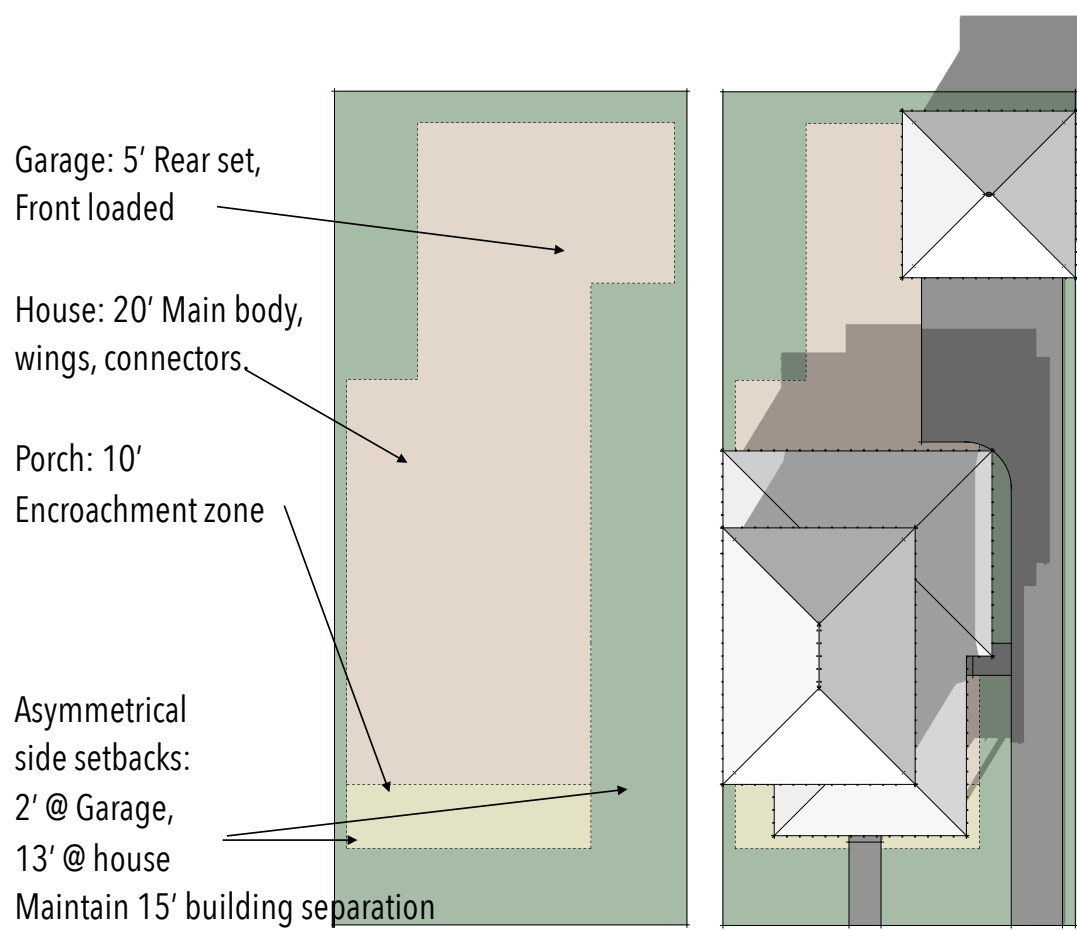 Garage: 5’ Rear set,
Front loaded
House: 20’ Main body,
wings, connectors.
Porch: 10’
Encroachment zone
Asymmetrical
side setbacks:
2’ @ Garage,
13’ @ house
Maintain 15’ building separation